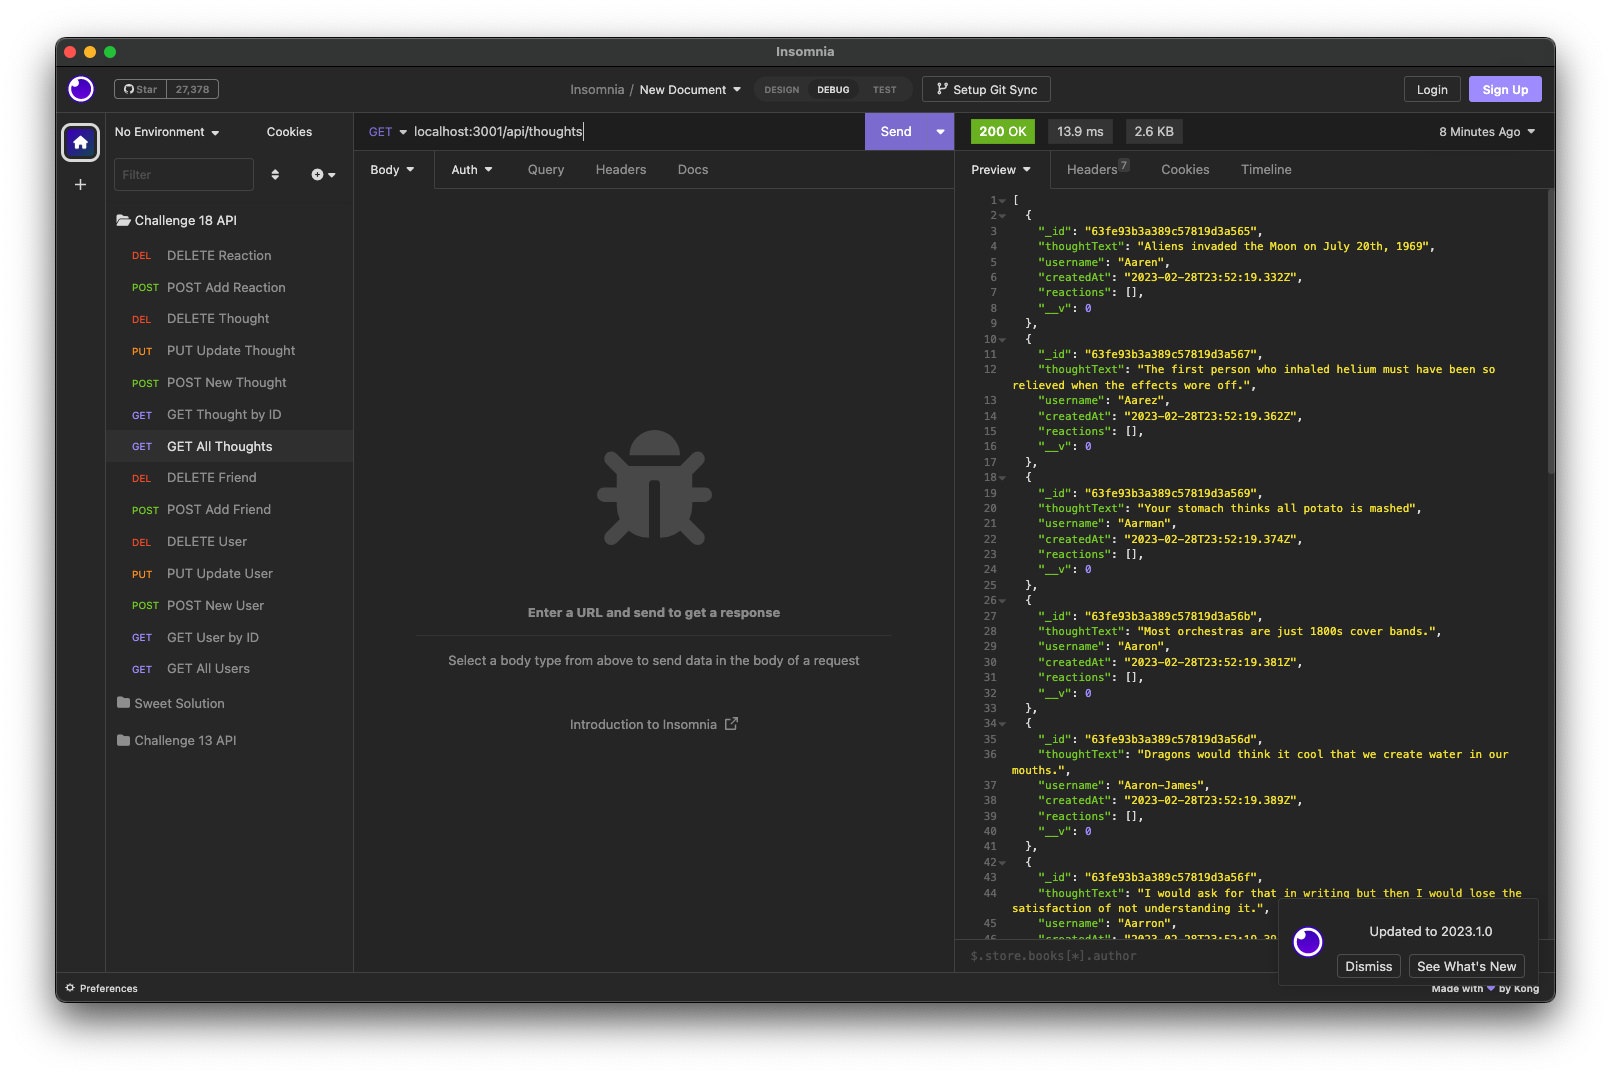 Insomnia
Star 27,378
Insomnia / New Document
DESIGN DEBUG TEST
Setup Git Sync
Login
Sign Up
No Environment
Cookies
Filter
Challenge 18 API
DEL DELETE Reaction
POST POST Add Reaction
DEL DELETE Thought
PUT PUT Update Thought
POST POST New Thought
GET GET Thought by ID
GET GET All Thoughts
DEL DELETE Friend
POST POST Add Friend
DEL DELETE User
PUT PUT Update User
POST POST New User
GET GET User by ID
GET GET All Users
Sweet Solution
Challenge 13 API
GET localhost:3001/api/thoughts
Send
Body Auth Query Headers Docs
Enter a URL and send to get a response
Select a body type from above to send data in the body of a request
Introduction to Insomnia
200 OK 13.9 ms 2.6 KB 8 Minutes Ago
Preview Headers 7 Cookies Timeline
1 [
2 {
3 "_id": "63fe93b3a389c57819d3a565",
4 "thoughtText": "Aliens invaded the Moon on July 20th, 1969",
5 "username": "Aaren",
6 "createdAt": "2023-02-28T23:52:19.332Z",
7 "reactions": [],
8 "__v": 0
9 },
10 {
11 "_id": "63fe93b3a389c57819d3a567",
12 "thoughtText": "The first person who inhaled helium must have been so
relieved when the effects wore off.",
13 "username": "Aarez",
14 "createdAt": "2023-02-28T23:52:19.362Z",
15 "reactions": [],
16 "__v": 0
17 },
18 {
19 "_id": "63fe93b3a389c57819d3a569",
20 "thoughtText": "Your stomach thinks all potato is mashed",
21 "username": "Aarman",
22 "createdAt": "2023-02-28T23:52:19.374Z",
23 "reactions": [],
24 "__v": 0
25 },
26 {
27 "_id": "63fe93b3a389c57819d3a56b",
28 "thoughtText": "Most orchestras are just 1800s cover bands.",
29 "username": "Aaron",
30 "createdAt": "2023-02-28T23:52:19.381Z",
31 "reactions": [],
32 "__v": 0
33 },
34 {
35 "_id": "63fe93b3a389c57819d3a56d",
36 "thoughtText": "Dragons would think it cool that we create water in our
mouths.",
37 "username": "Aaron-James",
38 "createdAt": "2023-02-28T23:52:19.389Z",
39 "reactions": [],
40 "__v": 0
41 },
42 {
43 "_id": "63fe93b3a389c57819d3a56f",
44 "thoughtText": "I would ask for that in writing but then I would lose the
satisfaction of not understanding it.",
45 "username": "Aarron",
46 "createdAt": "2023-02-28T23:52:19.39
$.store.books[*].author
Updated to 2023.1.0
Dismiss
See What's New
Preferences
Made with by Kong